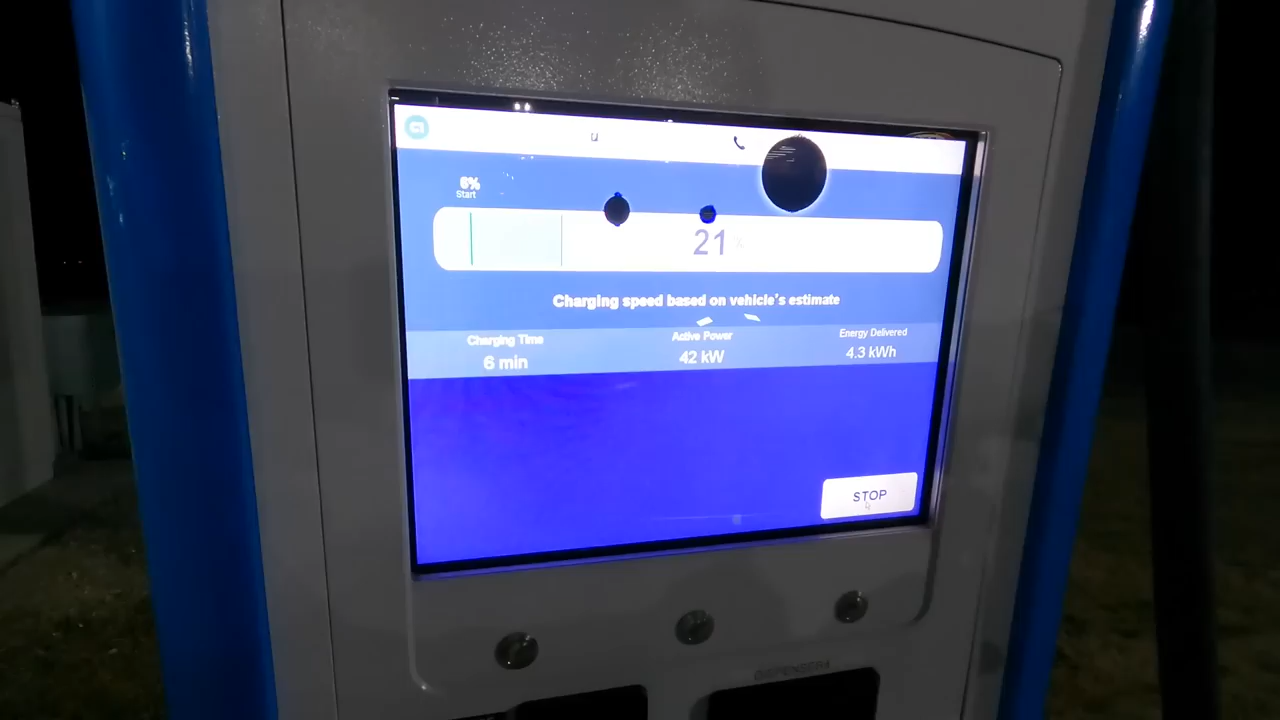 6%
Start
21 %
Charging speed based on vehicle's estimate
Charging Time
Active Power
Energy Delivered
6 min
42 kW
4.3 kWh
STOP